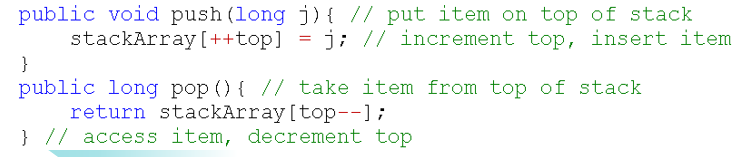 public void push(long j){ // put item on top of stack
stackArray[++top] = j; // increment top, insert item
}
public long pop(){ // take item from top of stack
return stackArray[top--];
} // access item, decrement top